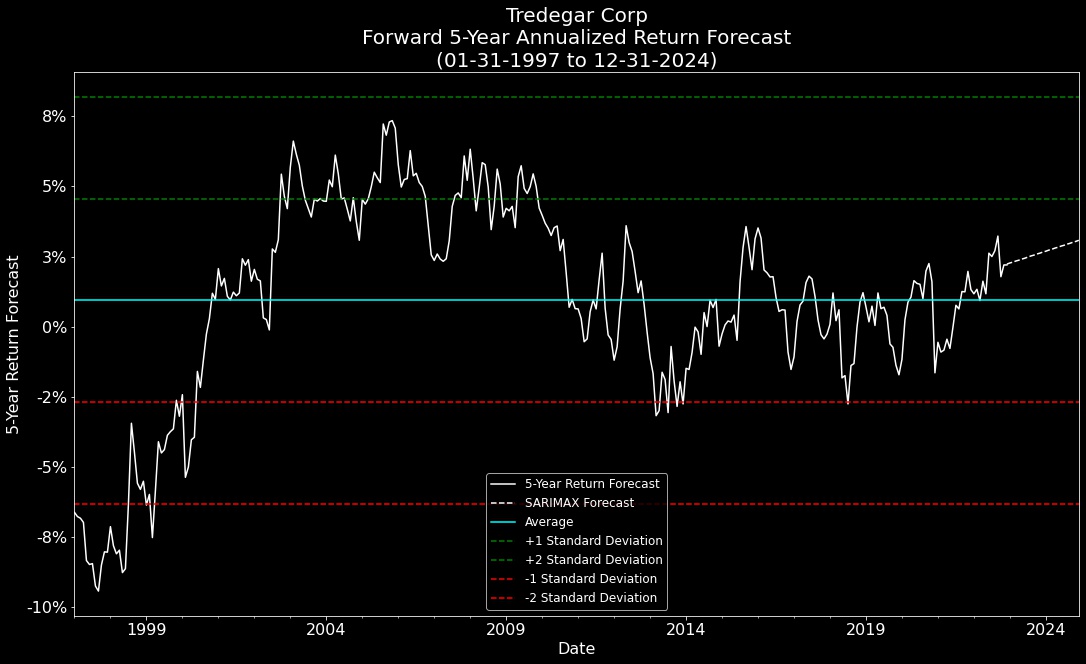 Tredegar Corp
Forward 5-Year Annualized Return Forecast
(01-31-1997 to 12-31-2024)
5-Year Return Forecast
8%
5%
3%
0%
-2%
-5%
-8%
-10%
5-Year Return Forecast
SARIMAX Forecast
Average
+1 Standard Deviation
+2 Standard Deviation
-1 Standard Deviation
-2 Standard Deviation
1999 2004 2009 2014 2019 2024
Date